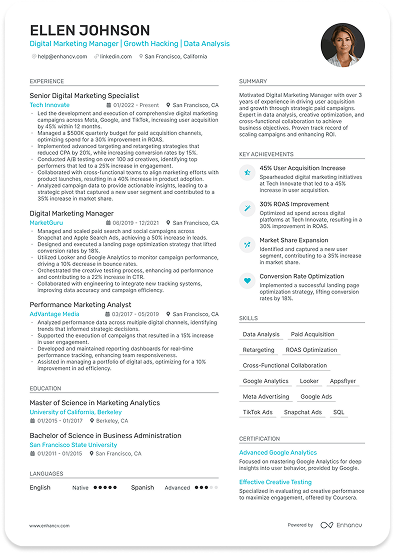 ELLEN JOHNSON
Digital Marketing Manager | Growth Hacking | Data Analysis
help@enhancv.com linkedin.com San Francisco, California
EXPERIENCE
Senior Digital Marketing Specialist
Tech Innovate 01/2022 - Present San Francisco, CA
- Led the development and execution of comprehensive digital marketing
campaigns across Meta, Google, and TikTok, increasing user acquisition
by 45% within 12 months.
- Managed a $500K quarterly budget for paid acquisition channels,
optimizing spend for a 30% improvement in ROAS.
- Implemented advanced targeting and retargeting strategies that
reduced CPA by 20%, while increasing conversion rates by 15%.
- Conducted A/B testing on over 100 ad creatives, identifying top
performers that led to a 25% increase in engagement.
- Collaborated with cross-functional teams to align marketing efforts with
product launches, resulting in a 40% increase in product adoption.
- Analyzed campaign data to provide actionable insights, leading to a
strategic pivot that captured a new user segment and contributed to a
35% increase in market share.
Digital Marketing Manager
MarketGuru 06/2019 - 12/2021 San Francisco, CA
- Managed and scaled paid search and social campaigns across
Snapchat and Apple Search Ads, achieving a 50% increase in leads.
- Designed and executed a landing page optimization strategy that lifted
conversion rates by 18%.
- Utilized Looker and Google Analytics to monitor campaign performance,
driving a 10% decrease in bounce rates.
- Orchestrated the creative testing process, enhancing ad performance
and contributing to a 22% increase in CTR.
- Collaborated with engineering to integrate new tracking systems,
improving data accuracy and campaign efficiency.
Performance Marketing Analyst
AdVantage Media 03/2017 - 05/2019 San Francisco, CA
- Analyzed performance data across multiple digital channels, identifying
trends that informed strategic decisions.
- Supported the execution of campaigns that resulted in a 15% increase
in user engagement.
- Developed and maintained reporting dashboards for real-time
performance tracking, enhancing team responsiveness.
- Assisted in managing a portfolio of digital ads, optimizing for a 10%
improvement in ad efficiency.
EDUCATION
Master of Science in Marketing Analytics
University of California, Berkeley
01/2015 - 01/2017 Berkeley, CA
Bachelor of Science in Business Administration
San Francisco State University
01/2011 - 01/2015 San Francisco, CA
LANGUAGES
English Native Spanish Advanced
SUMMARY
Motivated Digital Marketing Manager with over 3
years of experience in driving user acquisition
and growth through strategic paid campaigns.
Expert in data analysis, creative optimization, and
cross-functional collaboration to achieve
business objectives. Proven track record of
scaling campaigns and enhancing ROI.
KEY ACHIEVEMENTS
45% User Acquisition Increase
Spearheaded digital marketing initiatives
at Tech Innovate that led to a 45%
increase in user acquisition.
30% ROAS Improvement
Optimized ad spend across digital
platforms at Tech Innovate, resulting in a
30% improvement in ROAS.
Market Share Expansion
Identified and captured a new user
segment, contributing to a 35% increase
in market share.
Conversion Rate Optimization
Implemented a successful landing page
optimization strategy, lifting conversion
rates by 18%.
SKILLS
Data Analysis Paid Acquisition
Retargeting ROAS Optimization
Cross-Functional Collaboration
Google Analytics Looker Appsflyer
Meta Advertising Google Ads
TikTok Ads Snapchat Ads SQL
CERTIFICATION
Advanced Google Analytics
Focused on mastering Google Analytics for deep
insights into user behavior, provided by Google.
Effective Creative Testing
Specialized in evaluating ad creative performance
to maximize engagement, offered by Coursera.
www.enhancv.com Powered by Enhancv